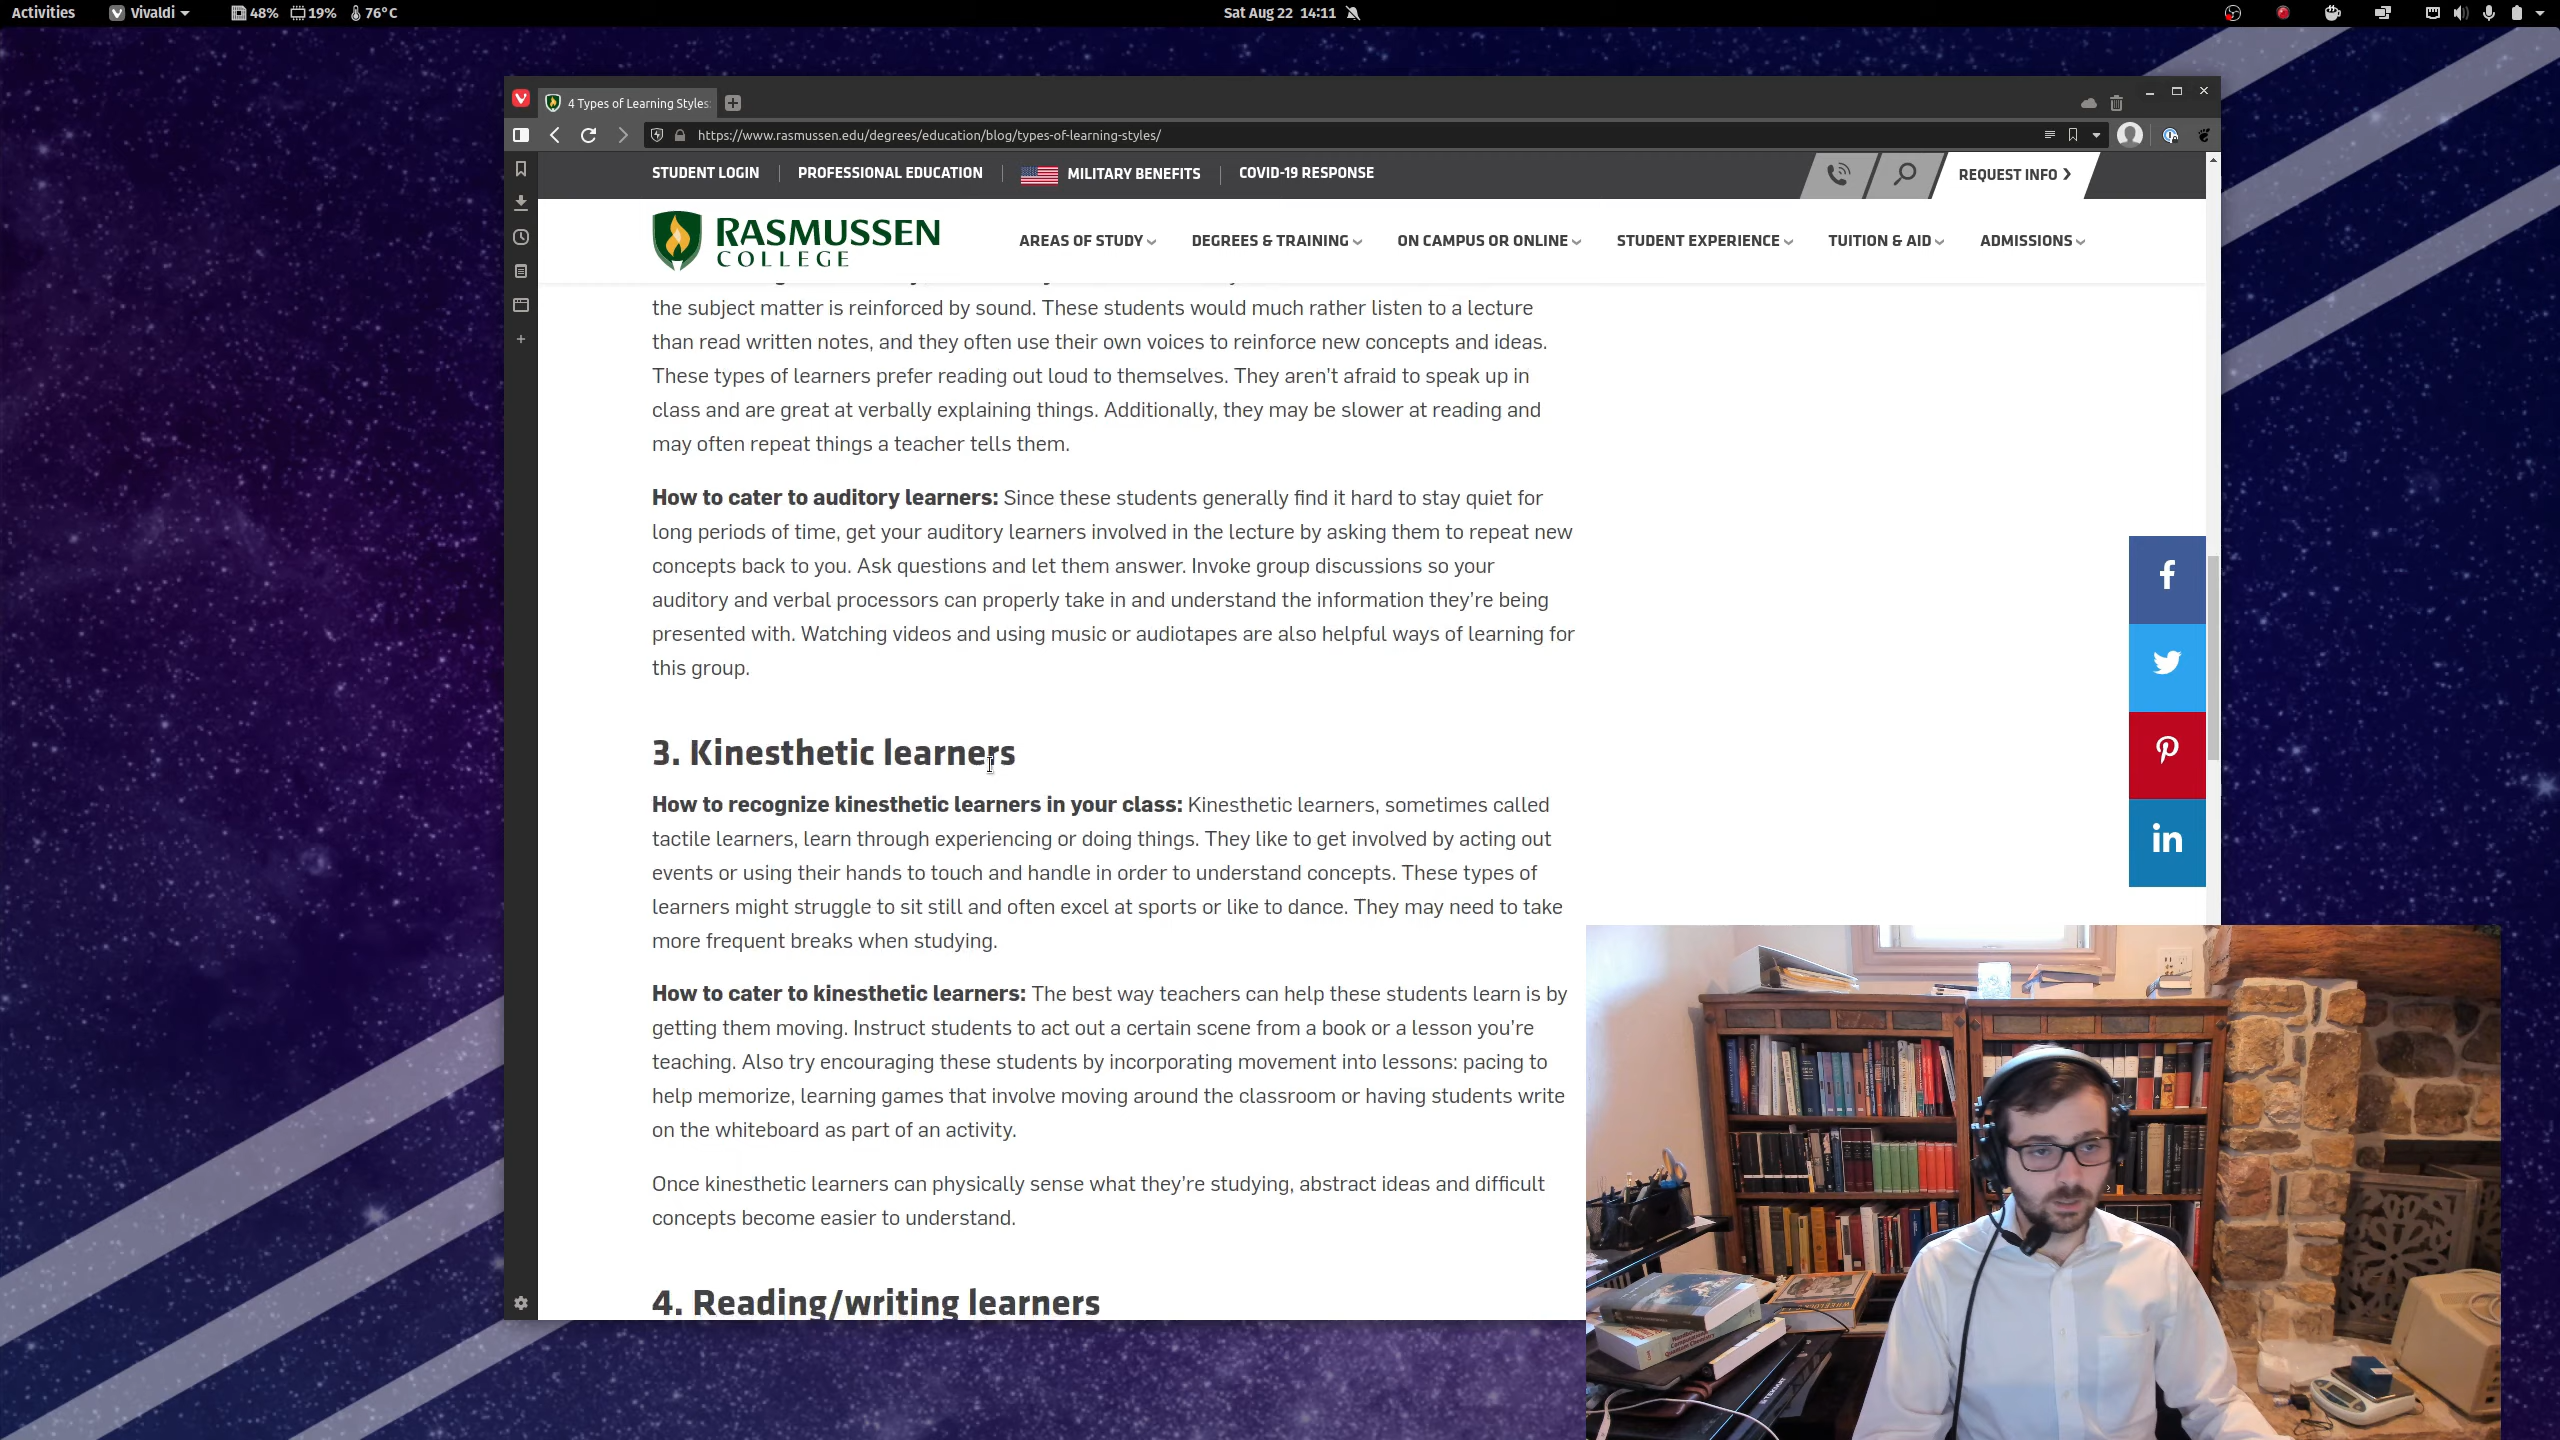 Activities Vivaldi 48% 19% 76°C Sat Aug 22 14:11
4 Types of Learning Styles:
https://www.rasmussen.edu/degrees/education/blog/types-of-learning-styles/
STUDENT LOGIN PROFESSIONAL EDUCATION MILITARY BENEFITS COVID-19 RESPONSE REQUEST INFO
RASMUSSEN
COLLEGE
AREAS OF STUDY DEGREES & TRAINING ON CAMPUS OR ONLINE STUDENT EXPERIENCE TUITION & AID ADMISSIONS
the subject matter is reinforced by sound. These students would much rather listen to a lecture
than read written notes, and they often use their own voices to reinforce new concepts and ideas.
These types of learners prefer reading out loud to themselves. They aren’t afraid to speak up in
class and are great at verbally explaining things. Additionally, they may be slower at reading and
may often repeat things a teacher tells them.
How to cater to auditory learners: Since these students generally find it hard to stay quiet for
long periods of time, get your auditory learners involved in the lecture by asking them to repeat new
concepts back to you. Ask questions and let them answer. Invoke group discussions so your
auditory and verbal processors can properly take in and understand the information they’re being
presented with. Watching videos and using music or audiotapes are also helpful ways of learning for
this group.
3. Kinesthetic learners
How to recognize kinesthetic learners in your class: Kinesthetic learners, sometimes called
tactile learners, learn through experiencing or doing things. They like to get involved by acting out
events or using their hands to touch and handle in order to understand concepts. These types of
learners might struggle to sit still and often excel at sports or like to dance. They may need to take
more frequent breaks when studying.
How to cater to kinesthetic learners: The best way teachers can help these students learn is by
getting them moving. Instruct students to act out a certain scene from a book or a lesson you’re
teaching. Also try encouraging these students by incorporating movement into lessons: pacing to
help memorize, learning games that involve moving around the classroom or having students write
on the whiteboard as part of an activity.
Once kinesthetic learners can physically sense what they’re studying, abstract ideas and difficult
concepts become easier to understand.
4. Reading/writing learners